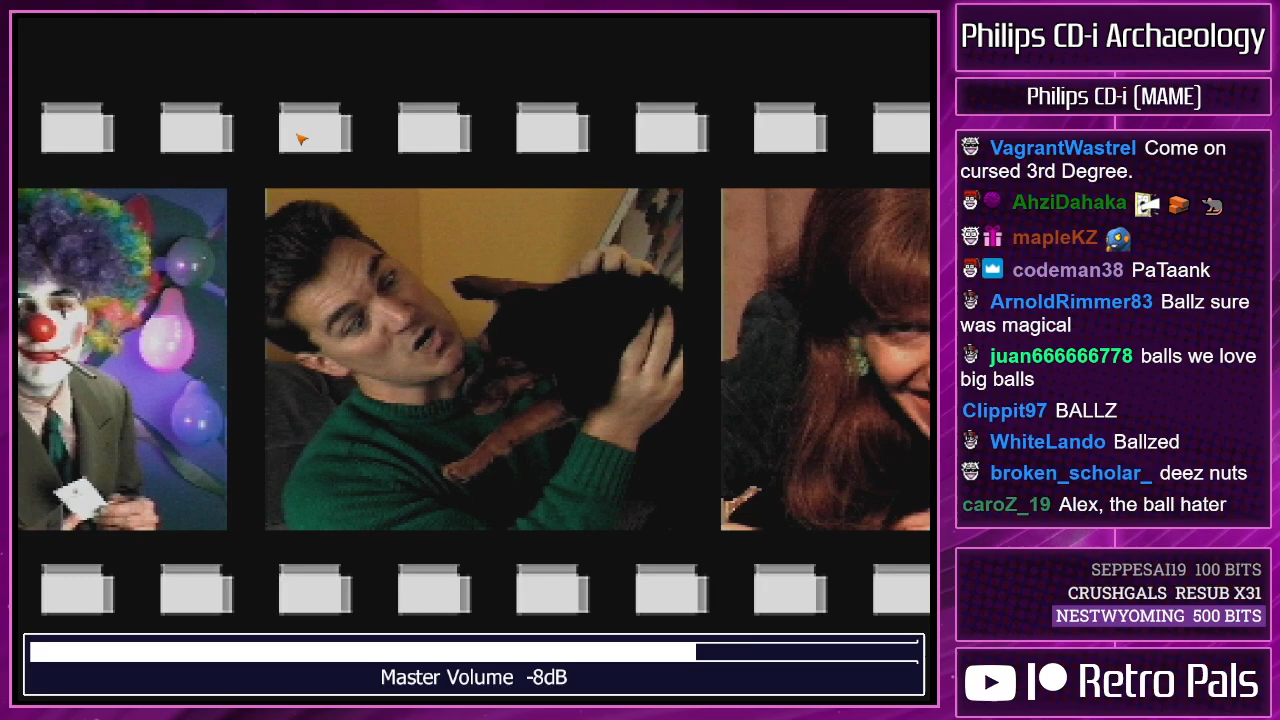 Philips CD-i Archaeology
Philips CD-i [MAME]
VagrantWastrel Come on
cursed 3rd Degree.
AhziDahaka
mapleKZ
codeman38 PaTaank
ArnoldRimmer83 Ballz sure
was magical
juan666666778 balls we love
big balls
Clippit97 BALLZ
WhiteLando Ballzed
broken_scholar_ deez nuts
caroZ_19 Alex, the ball hater
SEPPESAI19 100 BITS
CRUSHGALS RESUB X31
NESTWYOMING 500 BITS
Master Volume -8dB
Retro Pals